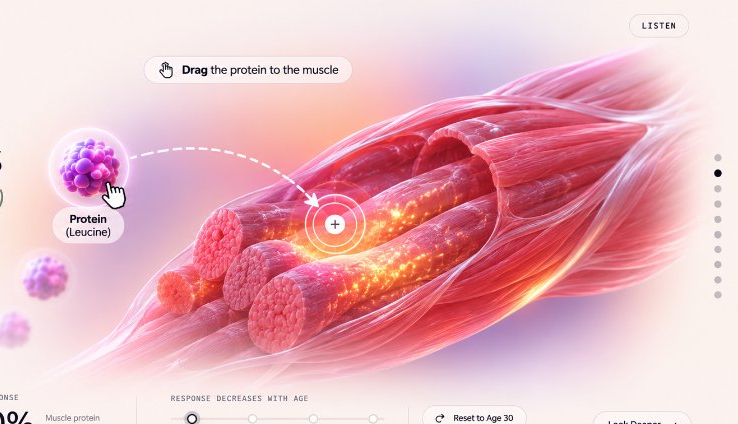 LISTEN
Drag the protein to the muscle
Protein
(Leucine)
RESPONSE DECREASES WITH AGE
Muscle protein
Reset to Age 30